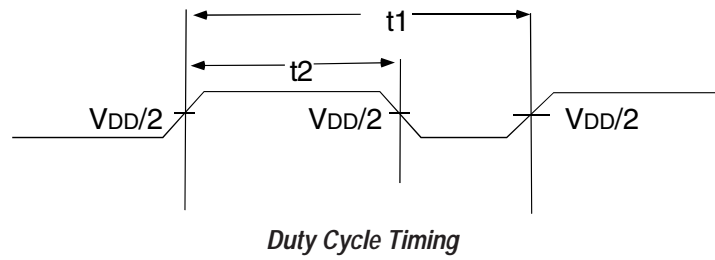 t1
t2
VDD/2
VDD/2
VDD/2
Duty Cycle Timing